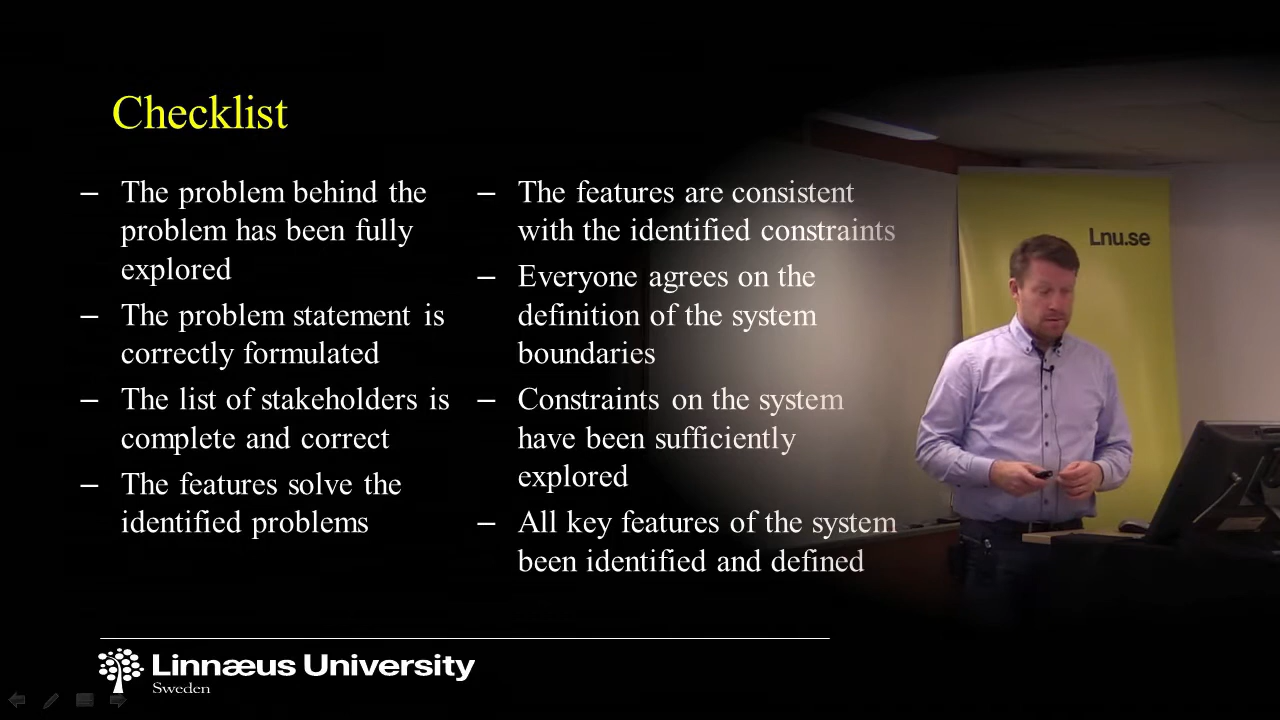 Checklist
– The problem behind the
problem has been fully
explored
– The problem statement is
correctly formulated
– The list of stakeholders is
complete and correct
– The features solve the
identified problems
– The features are consistent
with the identified constraints
– Everyone agrees on the
definition of the system
boundaries
– Constraints on the system
have been sufficiently
explored
– All key features of the system
been identified and defined
Lnu.se
Linnæus University
Sweden